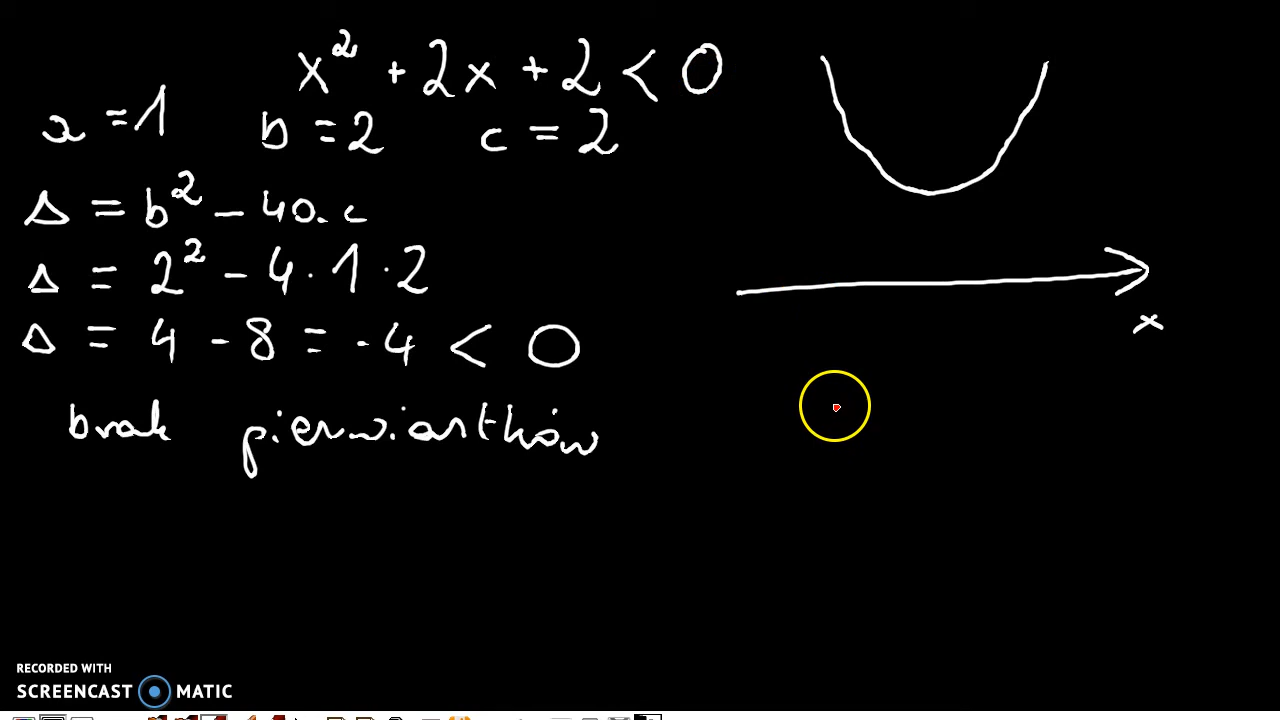 x² + 2x + 2 < 0
a = 1 b = 2 c = 2
Δ = b² - 4a·c
Δ = 2² - 4·1·2
Δ = 4 - 8 = -4 < 0
brak pierwiastków
x
RECORDED WITH
SCREENCAST MATIC